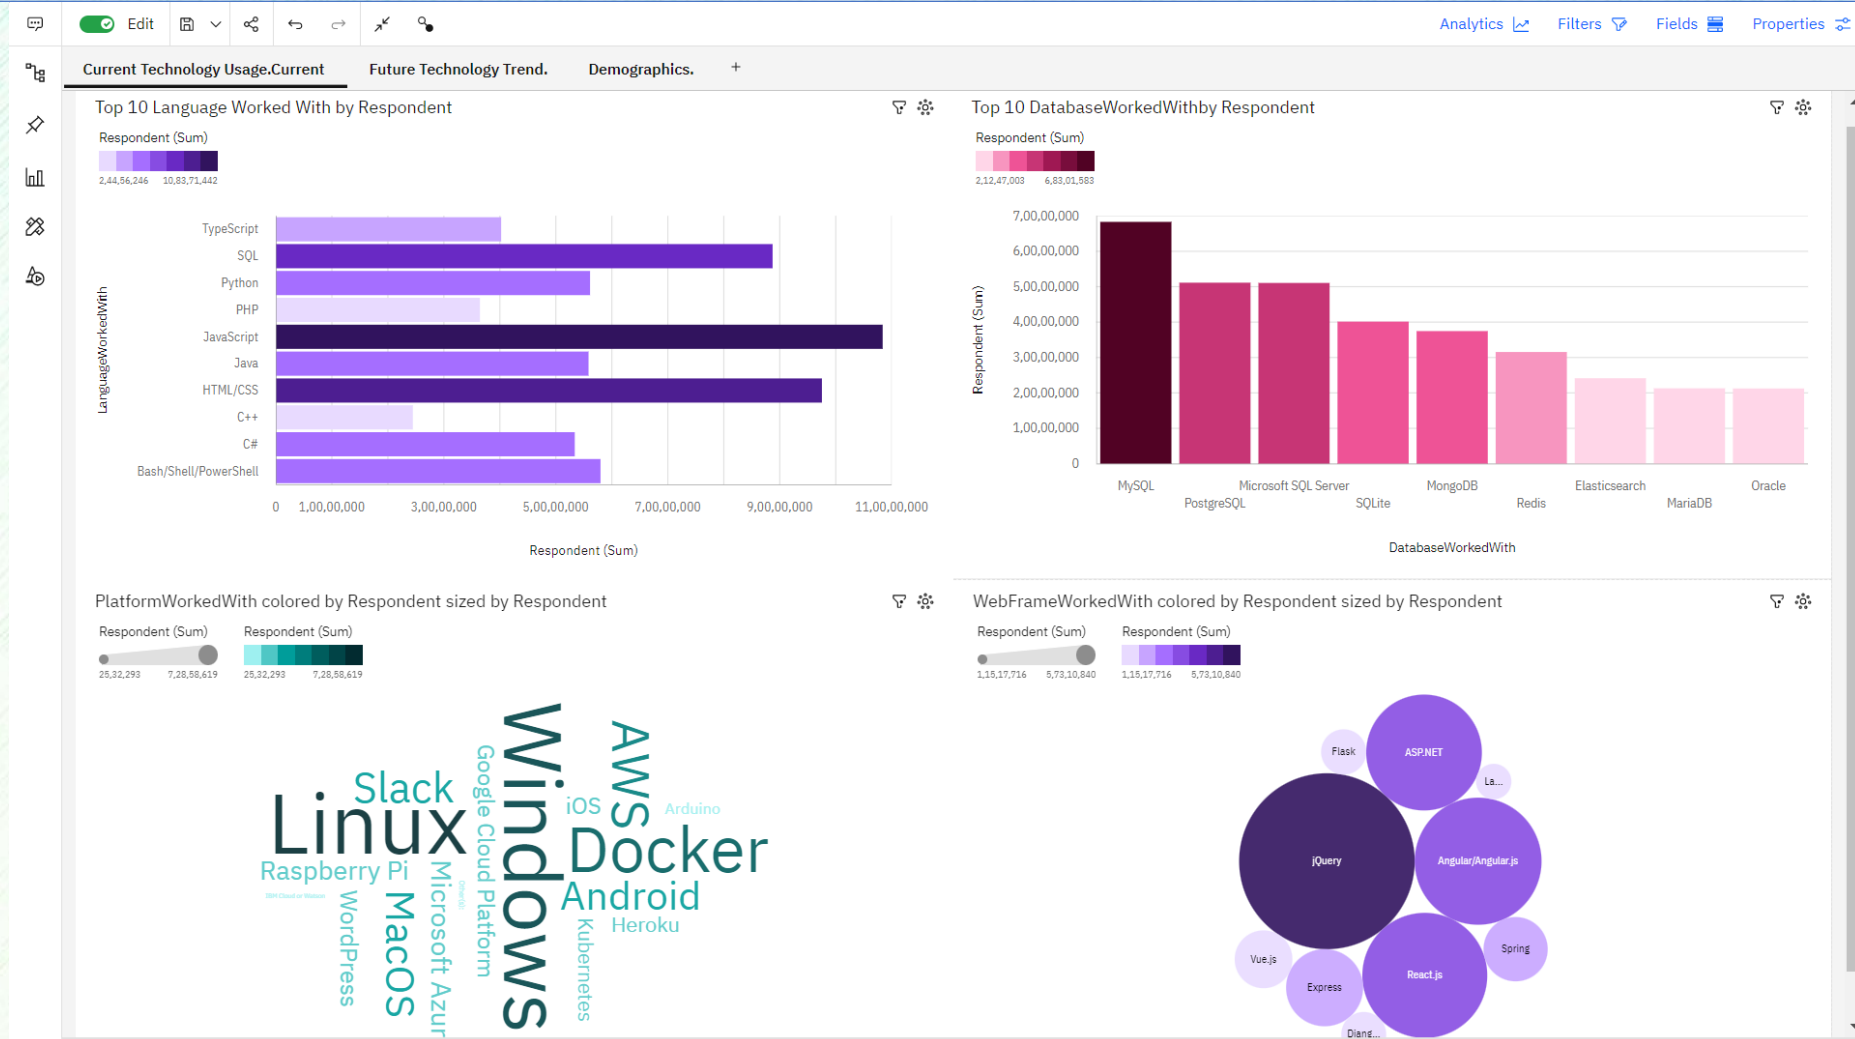 Edit
Analytics
Filters
Fields
Properties
Current Technology Usage.Current
Future Technology Trend.
Demographics.
+
Top 10 Language Worked With by Respondent
Respondent (Sum)
2,44,56,246 10,83,71,442
LanguageWorkedWith
TypeScript
SQL
Python
PHP
JavaScript
Java
HTML/CSS
C++
C#
Bash/Shell/PowerShell
0 1,00,00,000 3,00,00,000 5,00,00,000 7,00,00,000 9,00,00,000 11,00,00,000
Respondent (Sum)
Top 10 DatabaseWorkedWithby Respondent
Respondent (Sum)
2,12,47,003 6,83,01,583
Respondent (Sum)
7,00,00,000
6,00,00,000
5,00,00,000
4,00,00,000
3,00,00,000
2,00,00,000
1,00,00,000
0
MySQL Microsoft SQL Server MongoDB Elasticsearch Oracle
PostgreSQL SQLite Redis MariaDB
DatabaseWorkedWith
PlatformWorkedWith colored by Respondent sized by Respondent
Respondent (Sum) Respondent (Sum)
25,32,293 7,28,58,619 25,32,293 7,28,58,619
Windows
AWS
Google Cloud Platform
Slack
Linux
iOS
Arduino
Docker
Raspberry Pi
Microsoft Azur
Android
IBM Cloud or Watson
WordPress
MacOS
Kubernetes
Heroku
WebFrameWorkedWith colored by Respondent sized by Respondent
Respondent (Sum) Respondent (Sum)
1,15,17,716 5,73,10,840 1,15,17,716 5,73,10,840
Flask
ASP.NET
La...
jQuery
Angular/Angular.js
Spring
Vue.js
React.js
Express
Djang...